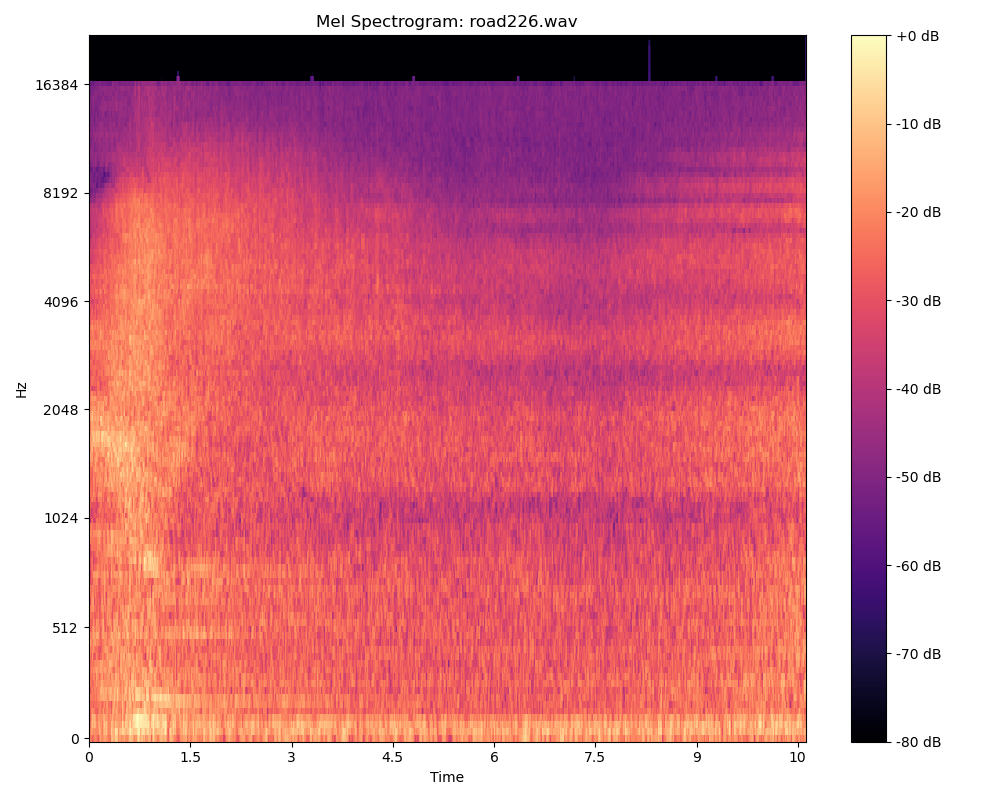 Mel Spectrogram: road226.wav
Hz
16384
8192
4096
2048
1024
512
0
0 1.5 3 4.5 6 7.5 9 10
Time
+0 dB
-10 dB
-20 dB
-30 dB
-40 dB
-50 dB
-60 dB
-70 dB
-80 dB